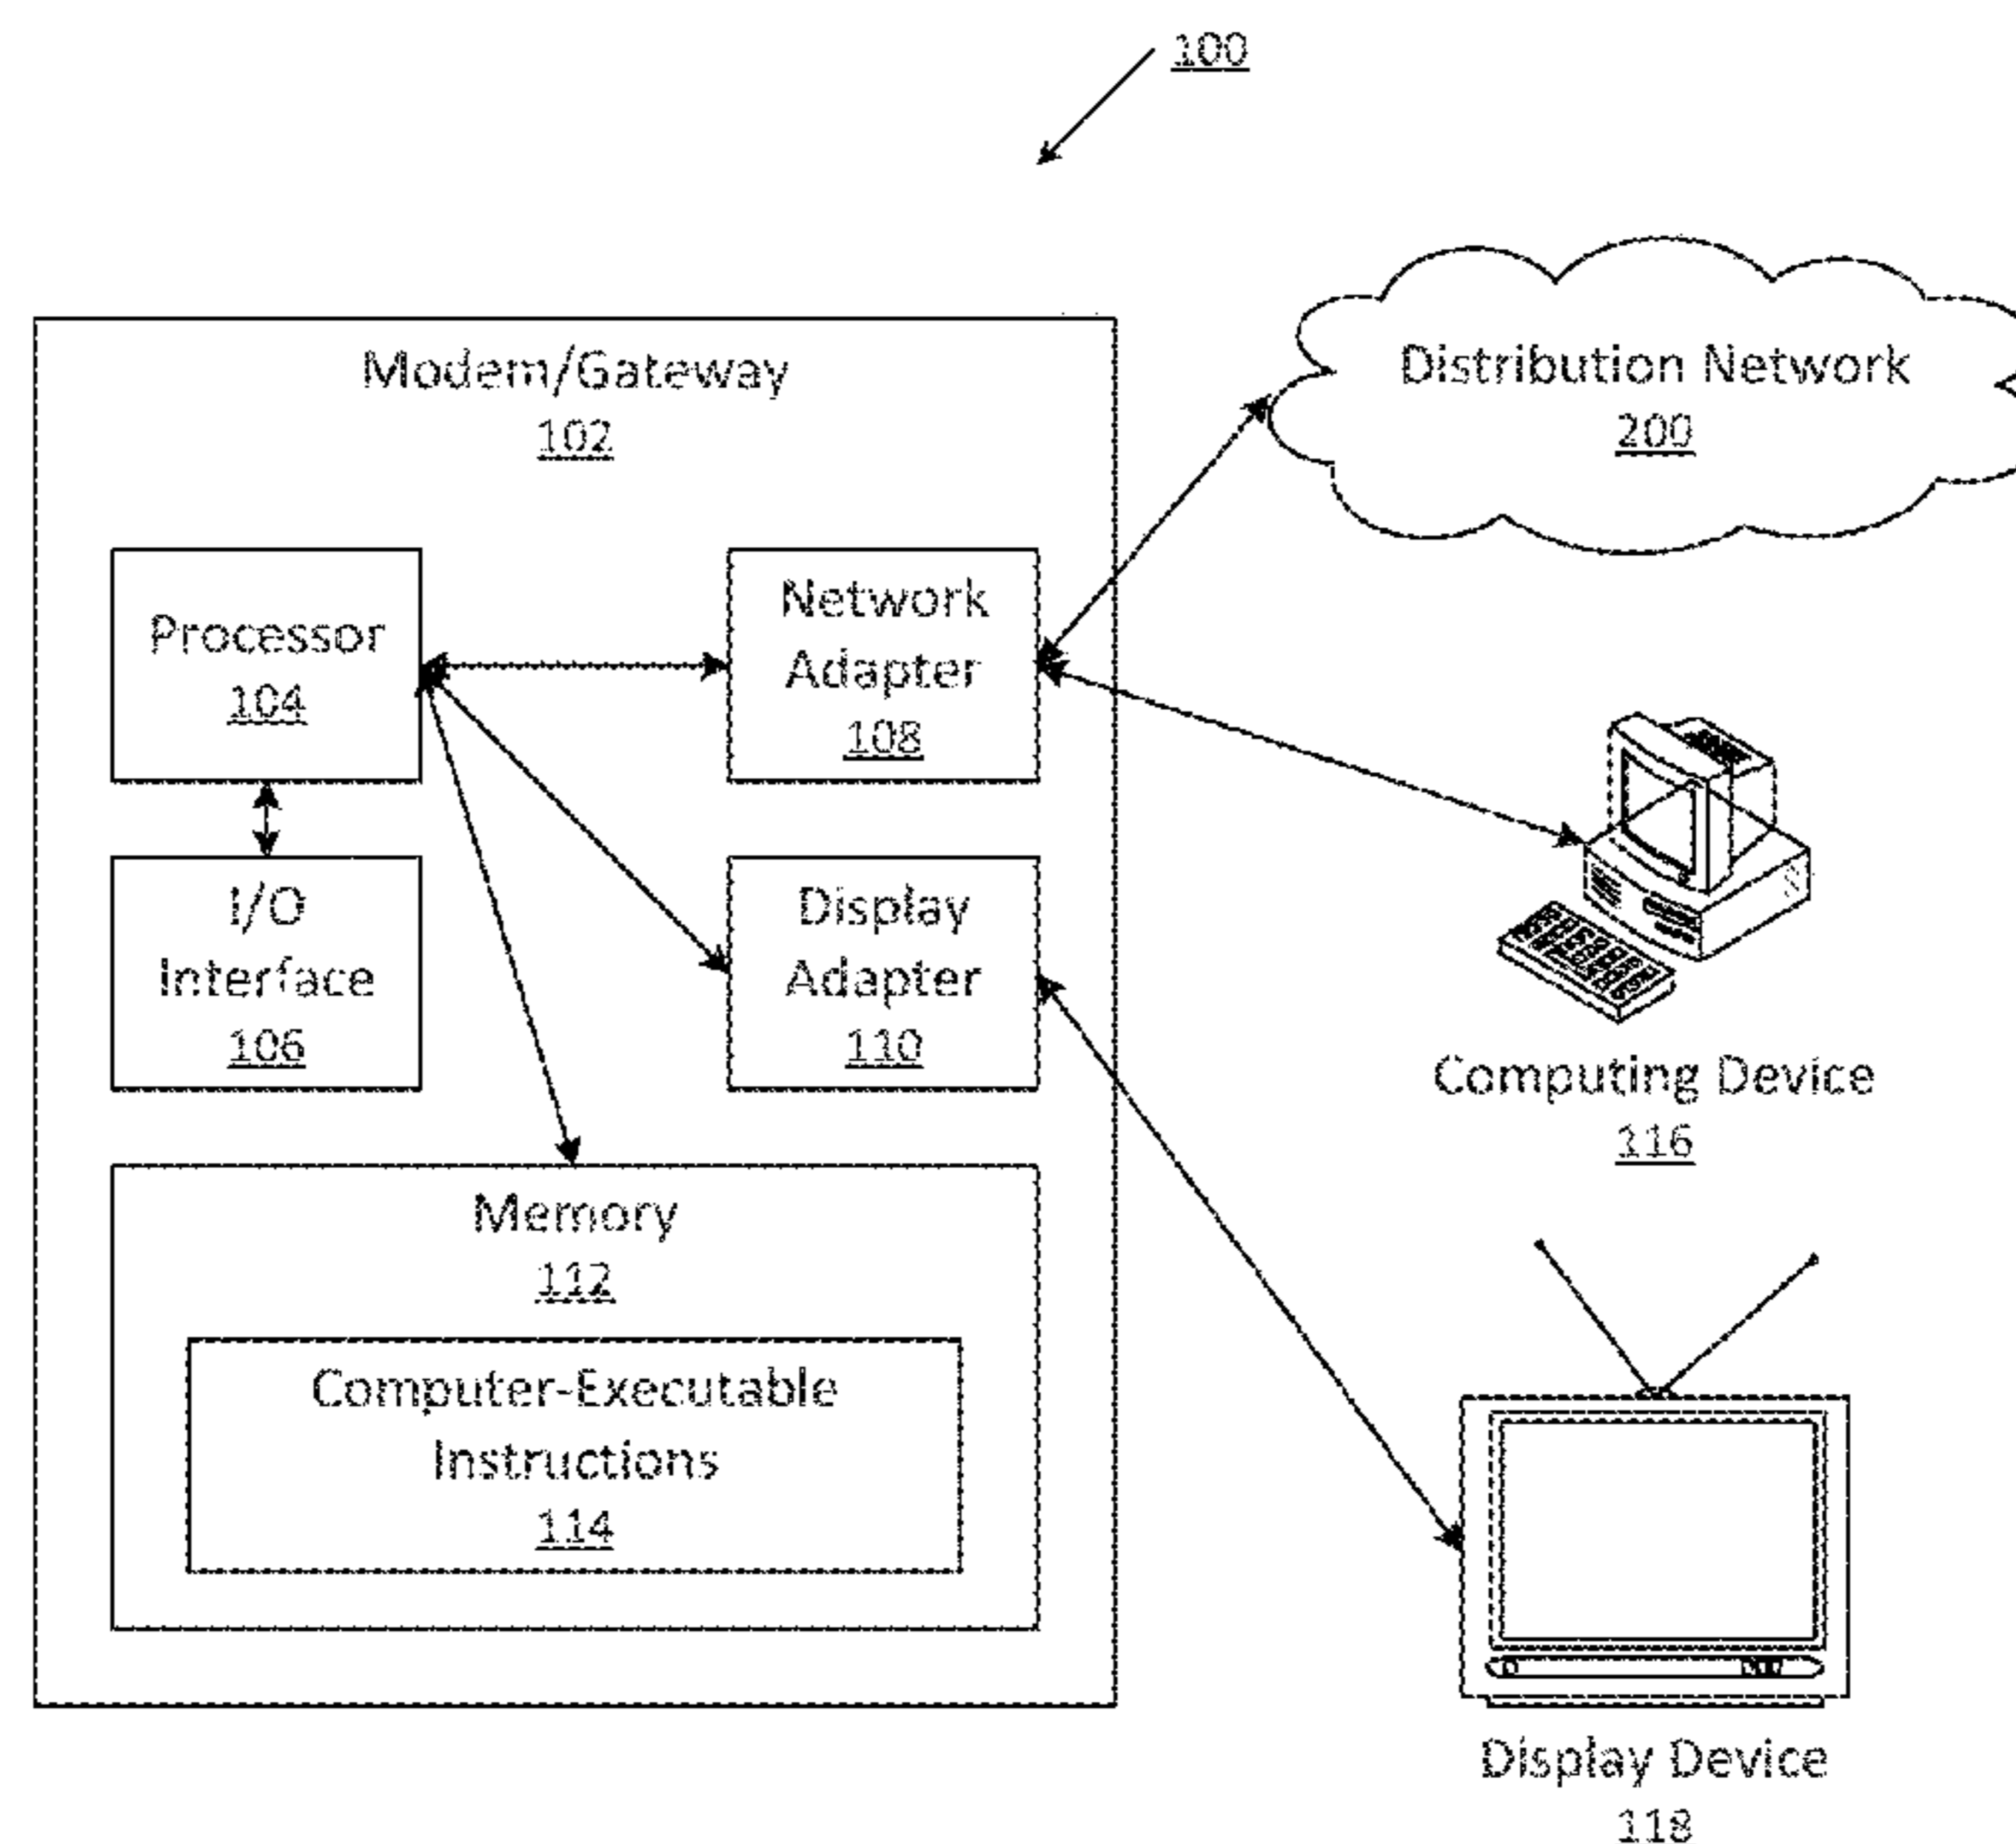 100
Modem/Gateway
102
Distribution Network
200
Processor
104
Network
Adapter
108
I/O
Interface
106
Display
Adapter
110
Computing Device
116
Memory
112
Computer-Executable
Instructions
114
Display Device
118